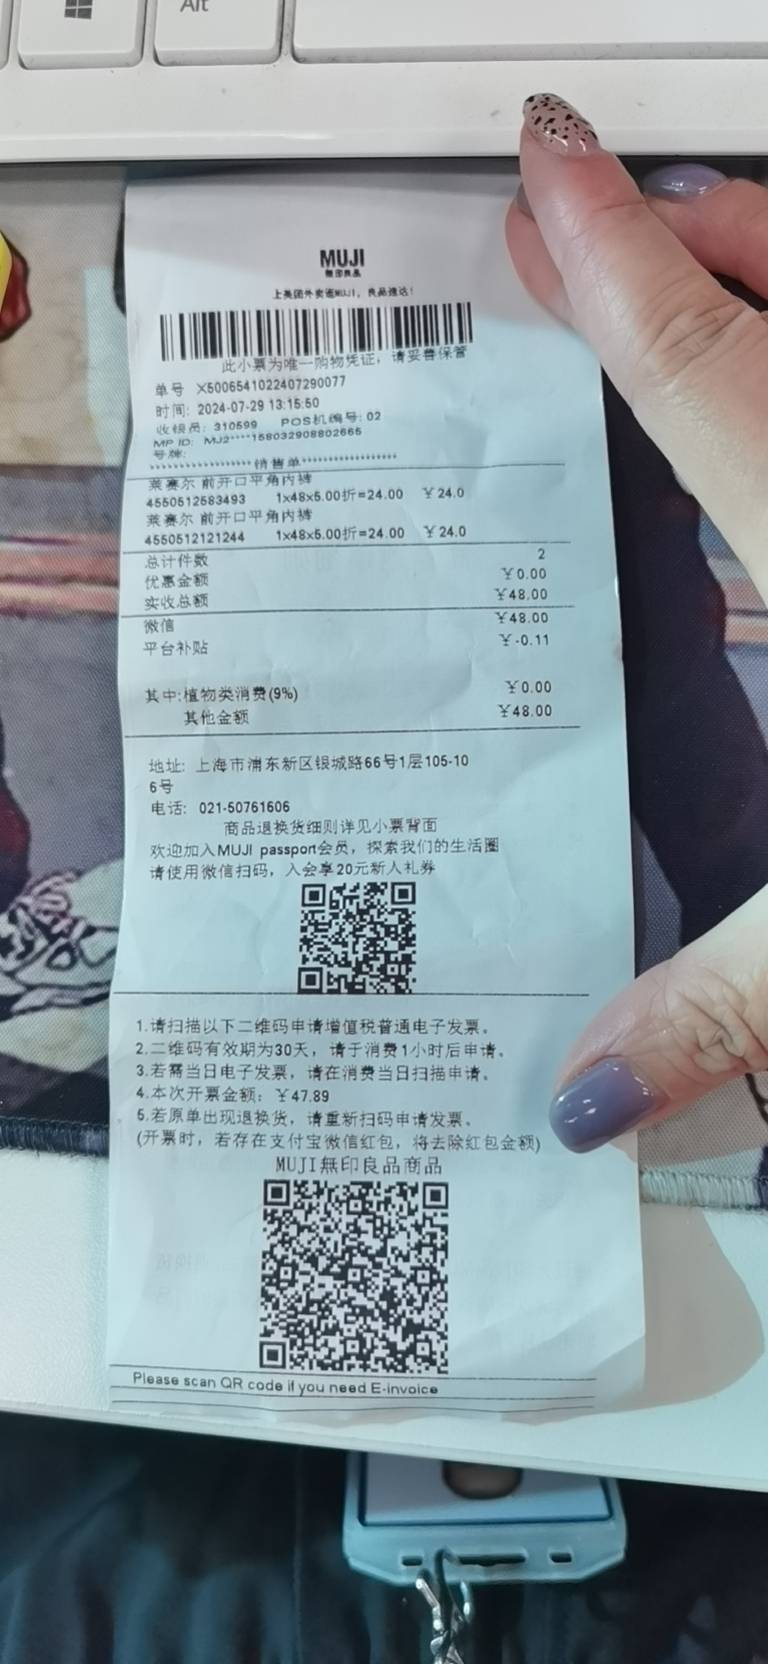 Alt
MUJI
無印良品
上美团外卖逛MUJI，良品速达！
此小票为唯一购物凭证，请妥善保管
单号 X5006541022407290077
时间: 2024-07-29 13:15:50
收银员: 310599 POS机编号: 02
MP ID: MJ2****158032908802665
号牌:
********************销售单******************
莱赛尔 前开口平角内裤
4550512583493 1x48x5.00折=24.00 ￥24.0
莱赛尔 前开口平角内裤
4550512121244 1x48x5.00折=24.00 ￥24.0
总计件数 2
优惠金额 ￥0.00
实收总额 ￥48.00
微信 ￥48.00
平台补贴 ￥-0.11
其中:植物类消费(9%) ￥0.00
其他金额 ￥48.00
地址: 上海市浦东新区银城路66号1层105-10
6号
电话: 021-50761606
商品退换货细则详见小票背面
欢迎加入MUJI passport会员，探索我们的生活圈
请使用微信扫码，入会享20元新人礼券
1.请扫描以下二维码申请增值税普通电子发票。
2.二维码有效期为30天，请于消费1小时后申请。
3.若需当日电子发票，请在消费当日扫描申请。
4.本次开票金额: ￥47.89
5.若原单出现退换货，请重新扫码申请发票。
(开票时，若存在支付宝微信红包，将去除红包金额)
MUJI無印良品商品
Please scan QR code if you need E-invoice